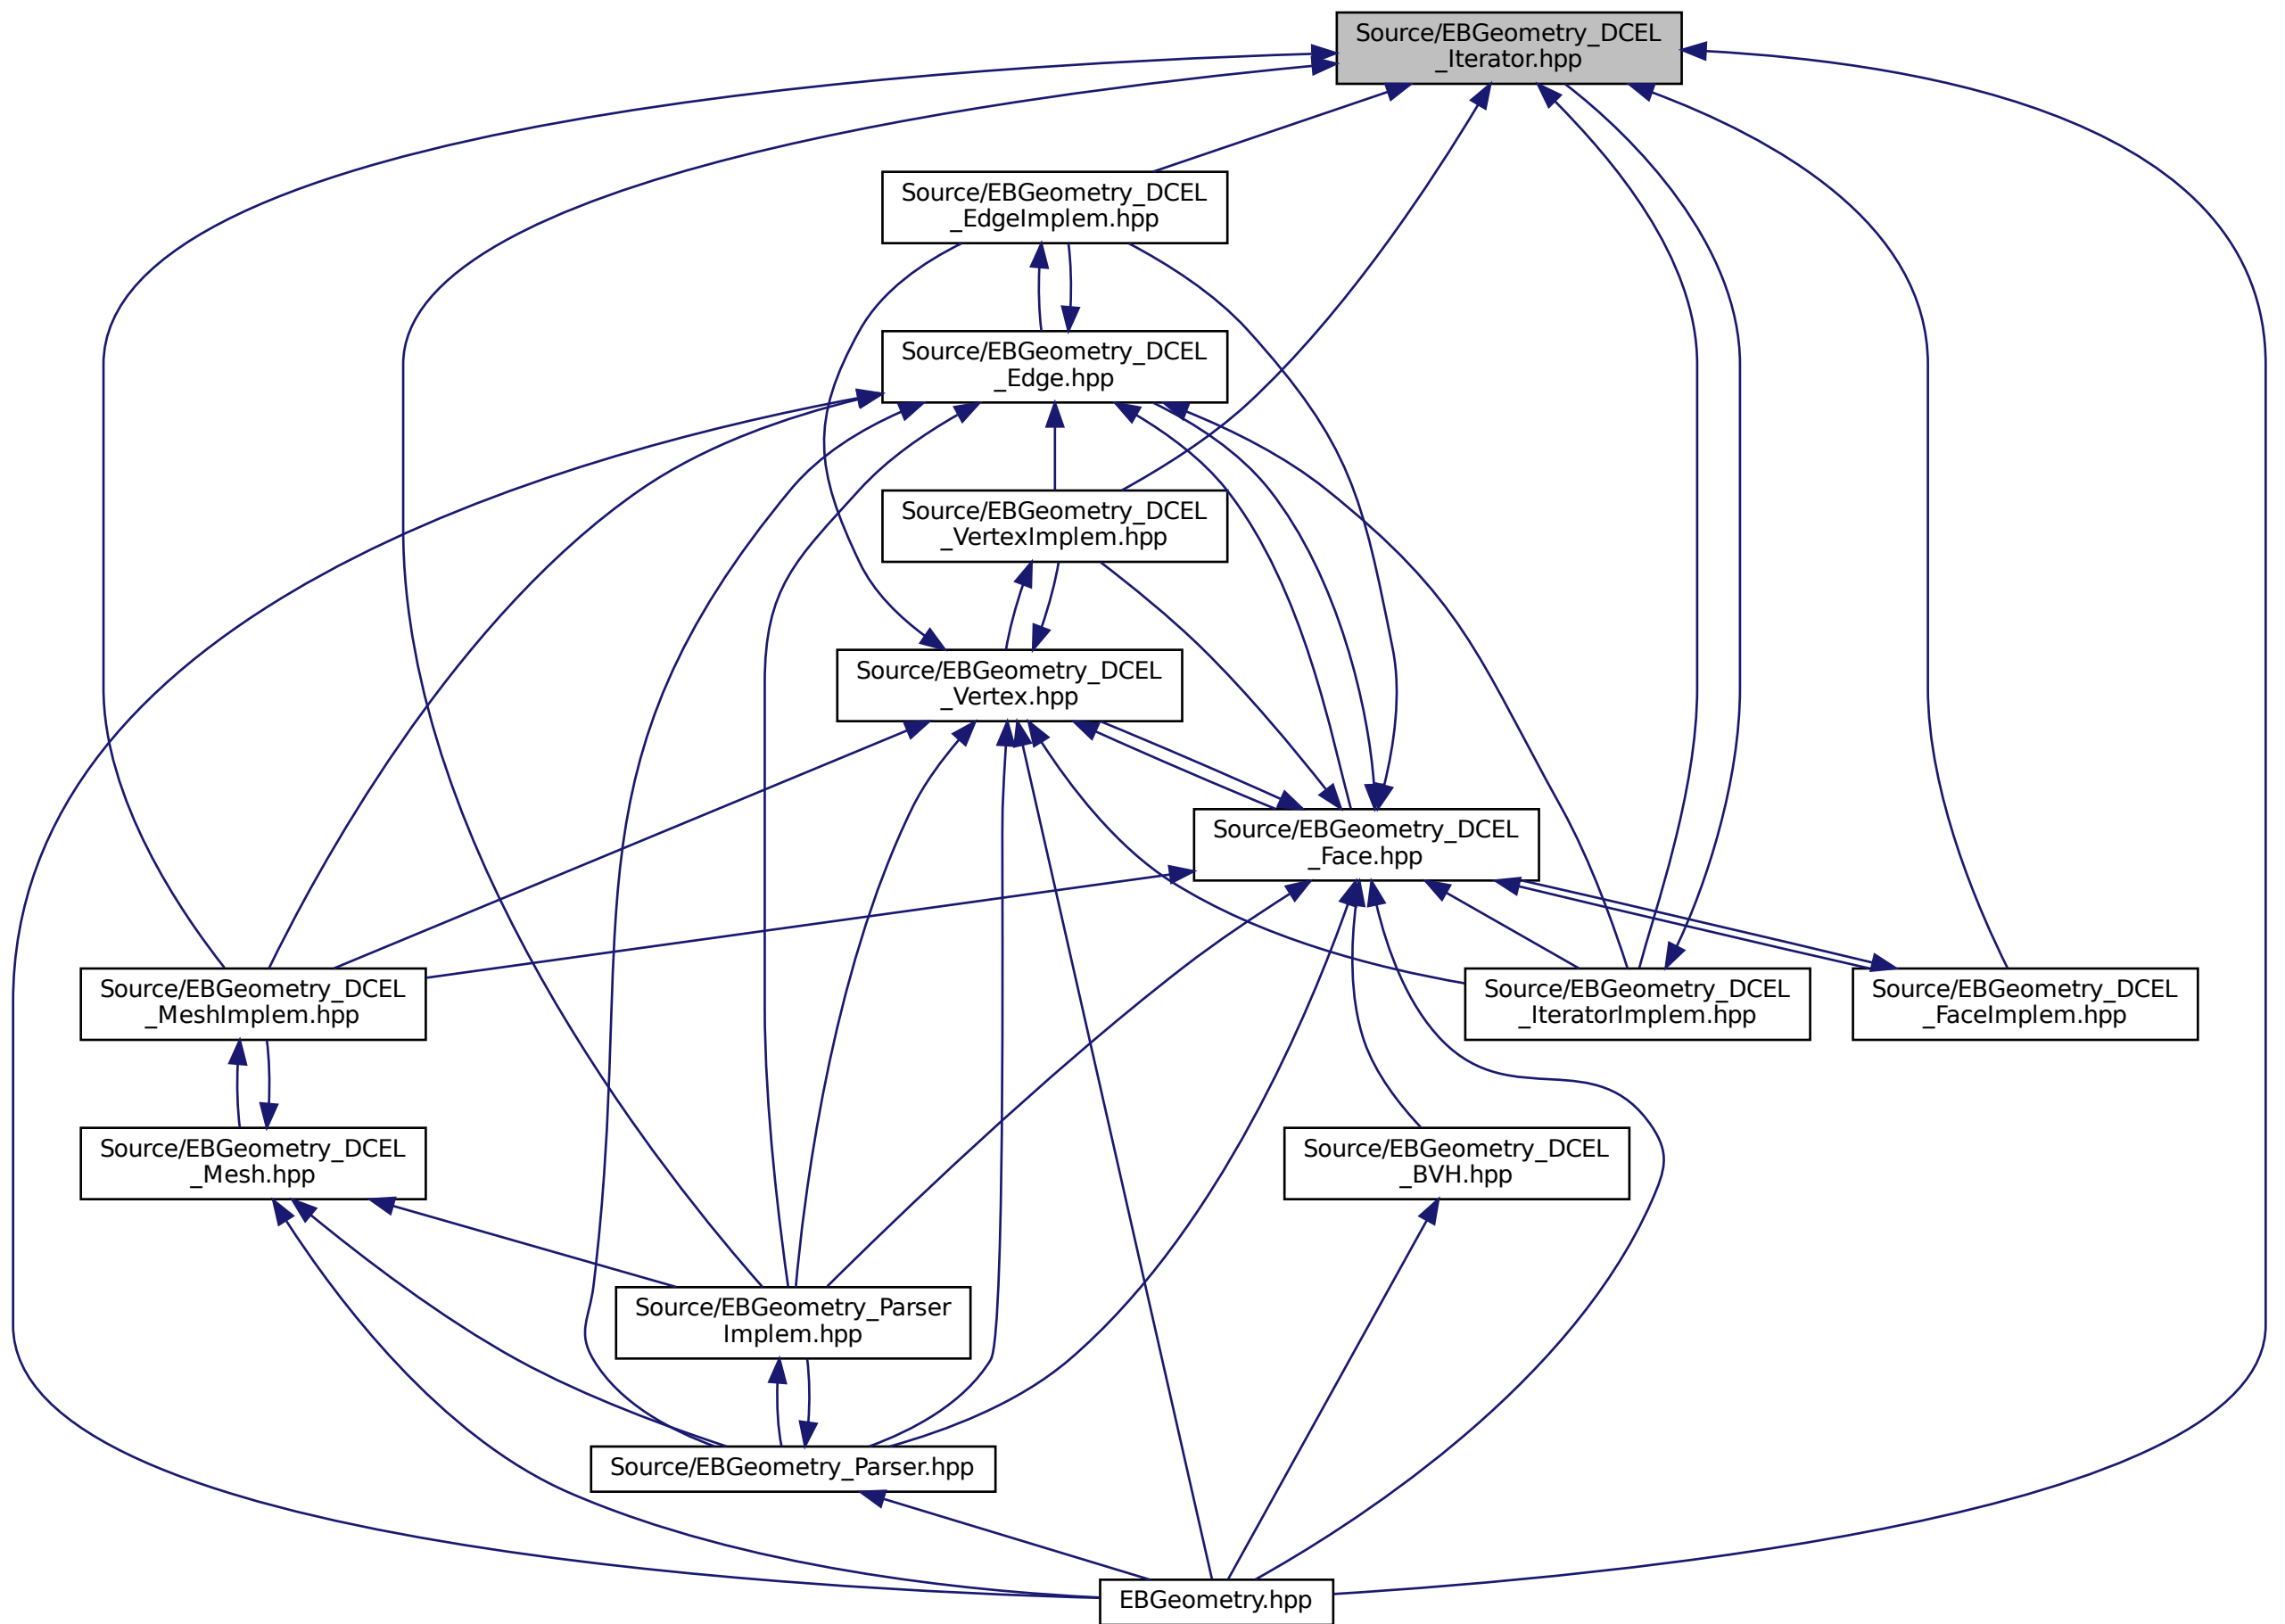 Source/EBGeometry_DCEL
_Iterator.hpp
Source/EBGeometry_DCEL
_EdgeImplem.hpp
Source/EBGeometry_DCEL
_Edge.hpp
Source/EBGeometry_DCEL
_VertexImplem.hpp
Source/EBGeometry_DCEL
_Vertex.hpp
Source/EBGeometry_DCEL
_Face.hpp
Source/EBGeometry_DCEL
_MeshImplem.hpp
Source/EBGeometry_DCEL
_IteratorImplem.hpp
Source/EBGeometry_DCEL
_FaceImplem.hpp
Source/EBGeometry_DCEL
_Mesh.hpp
Source/EBGeometry_DCEL
_BVH.hpp
Source/EBGeometry_Parser
Implem.hpp
Source/EBGeometry_Parser.hpp
EBGeometry.hpp